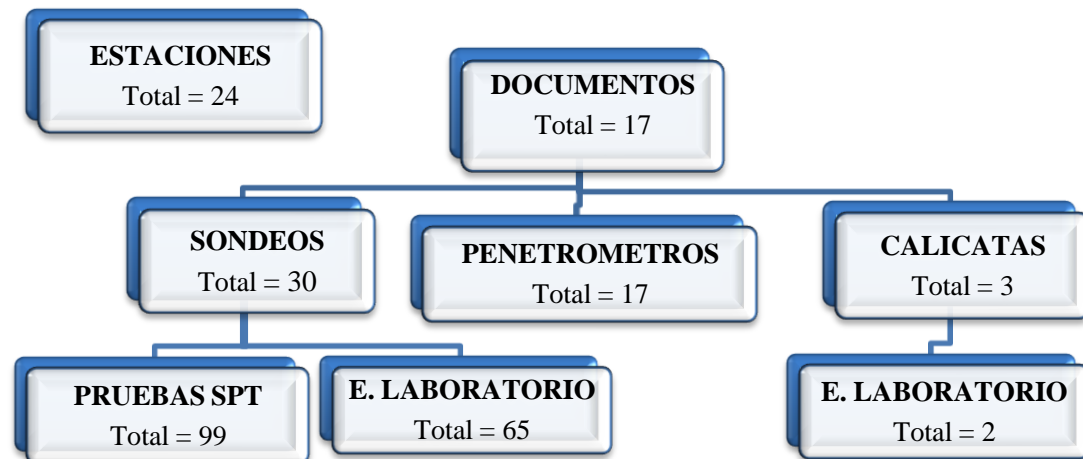 ESTACIONES
Total = 24
DOCUMENTOS
Total = 17
SONDEOS
Total = 30
PENETROMETROS
Total = 17
CALICATAS
Total = 3
PRUEBAS SPT
Total = 99
E. LABORATORIO
Total = 65
E. LABORATORIO
Total = 2